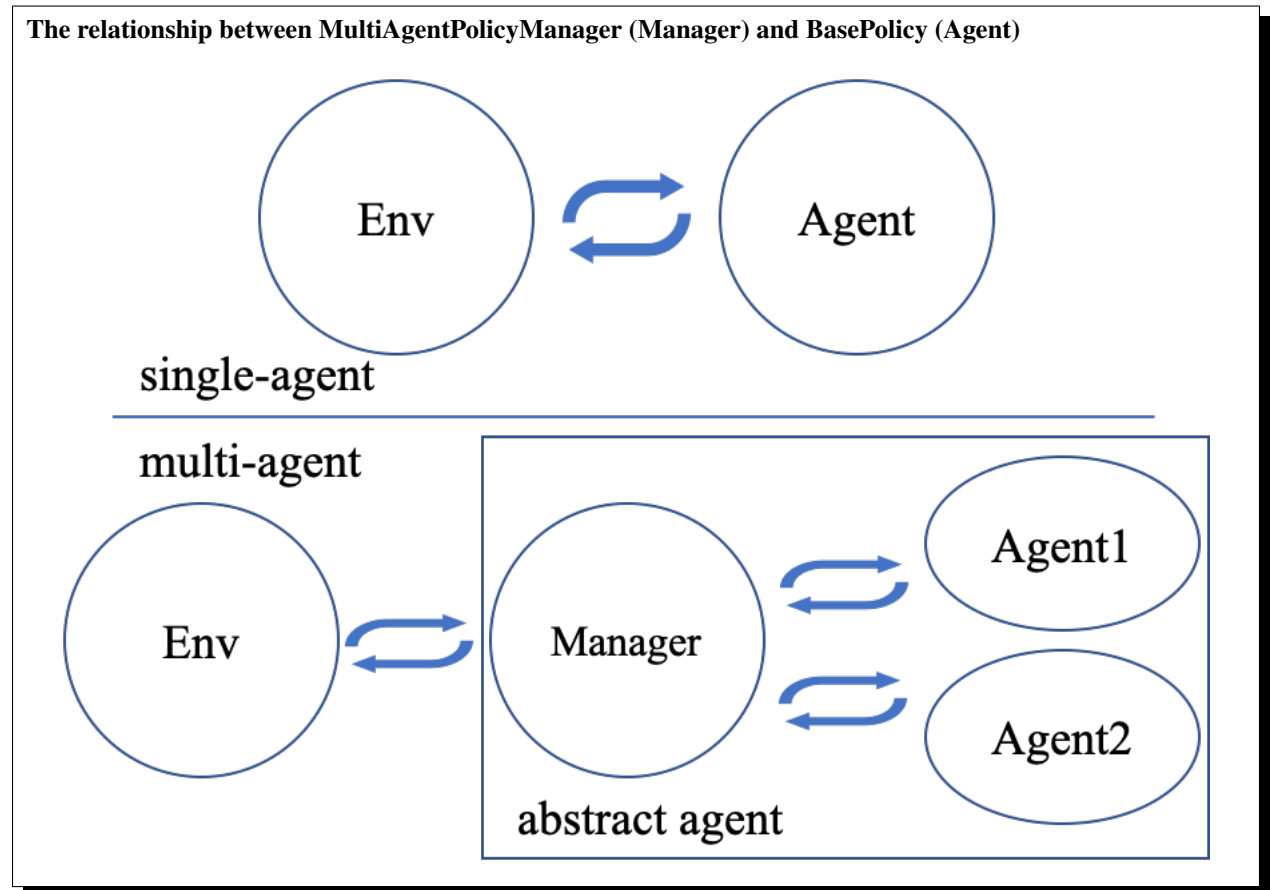 The relationship between MultiAgentPolicyManager (Manager) and BasePolicy (Agent)
Env
Agent
single-agent
multi-agent
Env
Manager
Agent1
Agent2
abstract agent